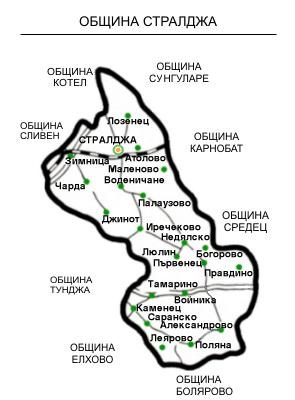 ОБЩИНА СТРАЛДЖА
ОБЩИНА
КОТЕЛ
ОБЩИНА
СУНГУЛАРЕ
Лозенец
ОБЩИНА
СЛИВЕН
СТРАЛДЖА
ОБЩИНА
КАРНОБАТ
Зимница
Атолово
Маленово
Чарда
Воденичане
Палаузово
Джинот
ОБЩИНА
СРЕДЕЦ
Иречеково
Недялско
Люлин
Богорово
Първенец
Правдино
ОБЩИНА
ТУНДЖА
Тамарино
Войника
Каменец
Саранско
Александрово
Леярово
Поляна
ОБЩИНА
ЕЛХОВО
ОБЩИНА
БОЛЯРОВО